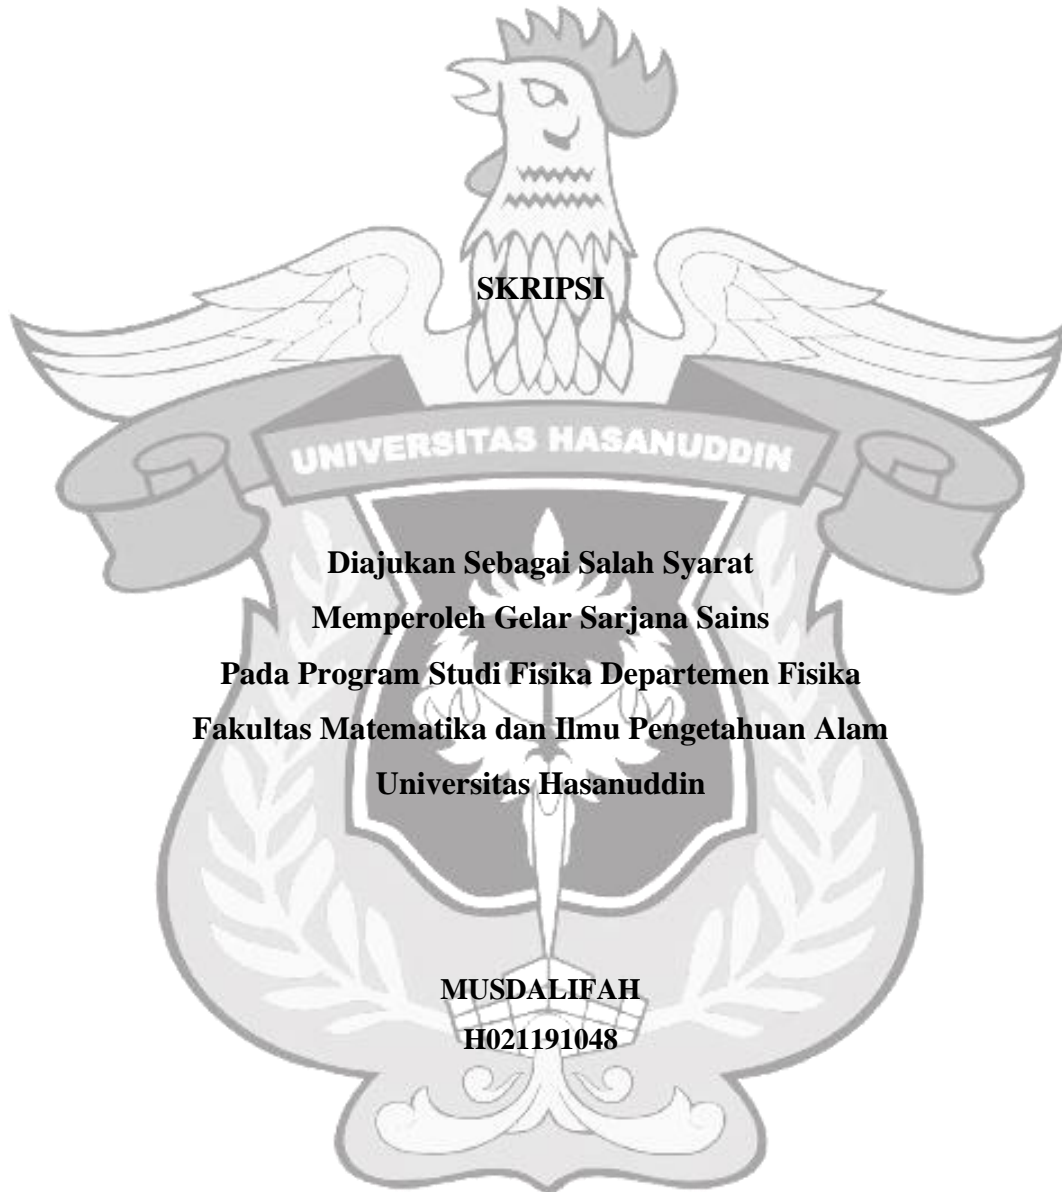 SKRIPSI
UNIVERSITAS HASANUDDIN
Diajukan Sebagai Salah Syarat
Memperoleh Gelar Sarjana Sains
Pada Program Studi Fisika Departemen Fisika
Fakultas Matematika dan Ilmu Pengetahuan Alam
Universitas Hasanuddin
MUSDALIFAH
H021191048